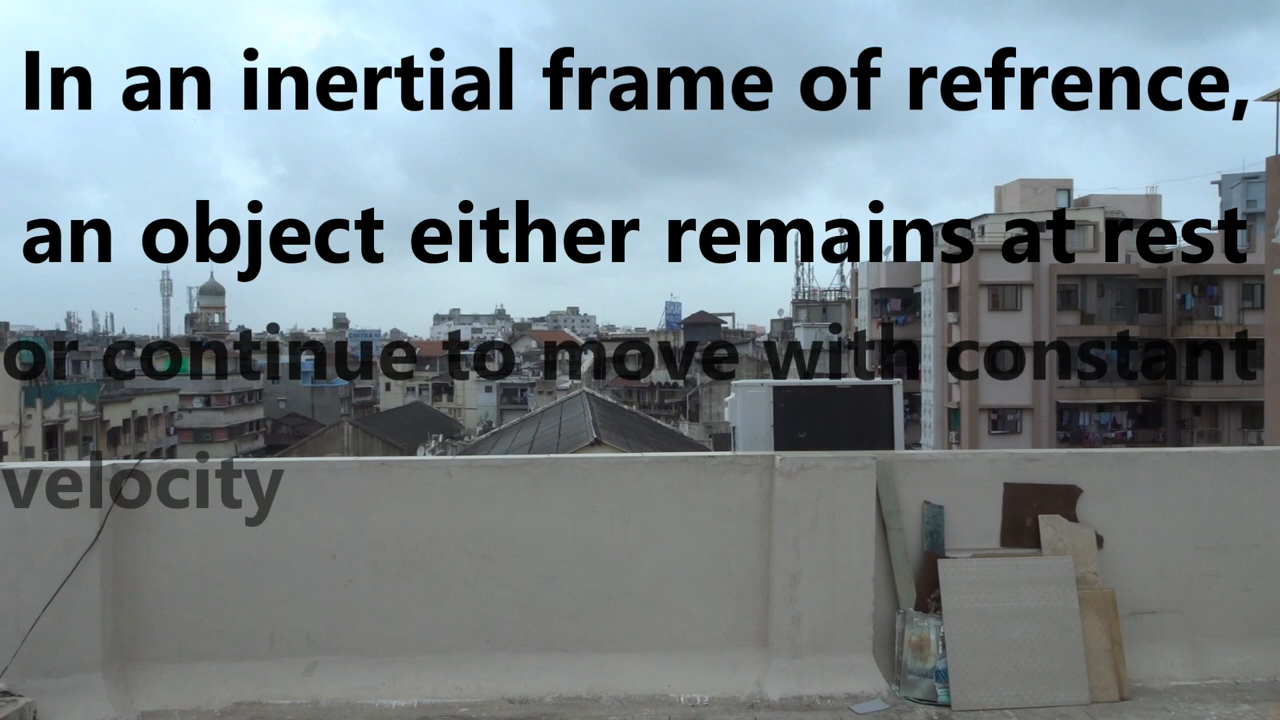 In an inertial frame of refrence,
an object either remains at rest
or continue to move with constant
velocity